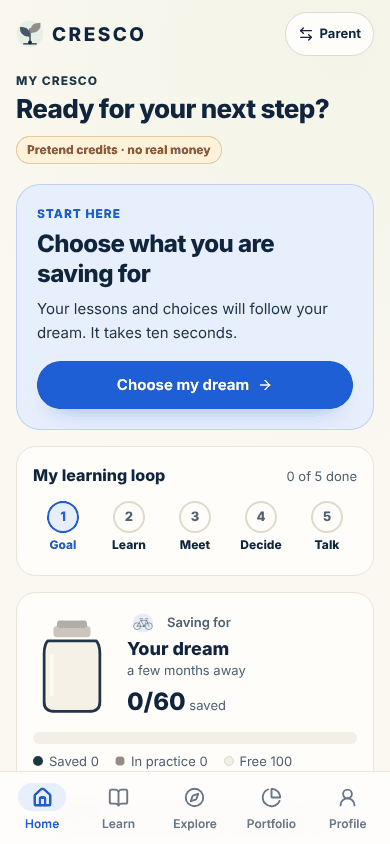 CRESCO
Parent
MY CRESCO
Ready for your next step?
Pretend credits · no real money
START HERE
Choose what you are
saving for
Your lessons and choices will follow your
dream. It takes ten seconds.
Choose my dream →
My learning loop
0 of 5 done
1 2 3 4 5
Goal Learn Meet Decide Talk
Saving for
Your dream
a few months away
0/60 saved
Saved 0 In practice 0 Free 100
Home Learn Explore Portfolio Profile